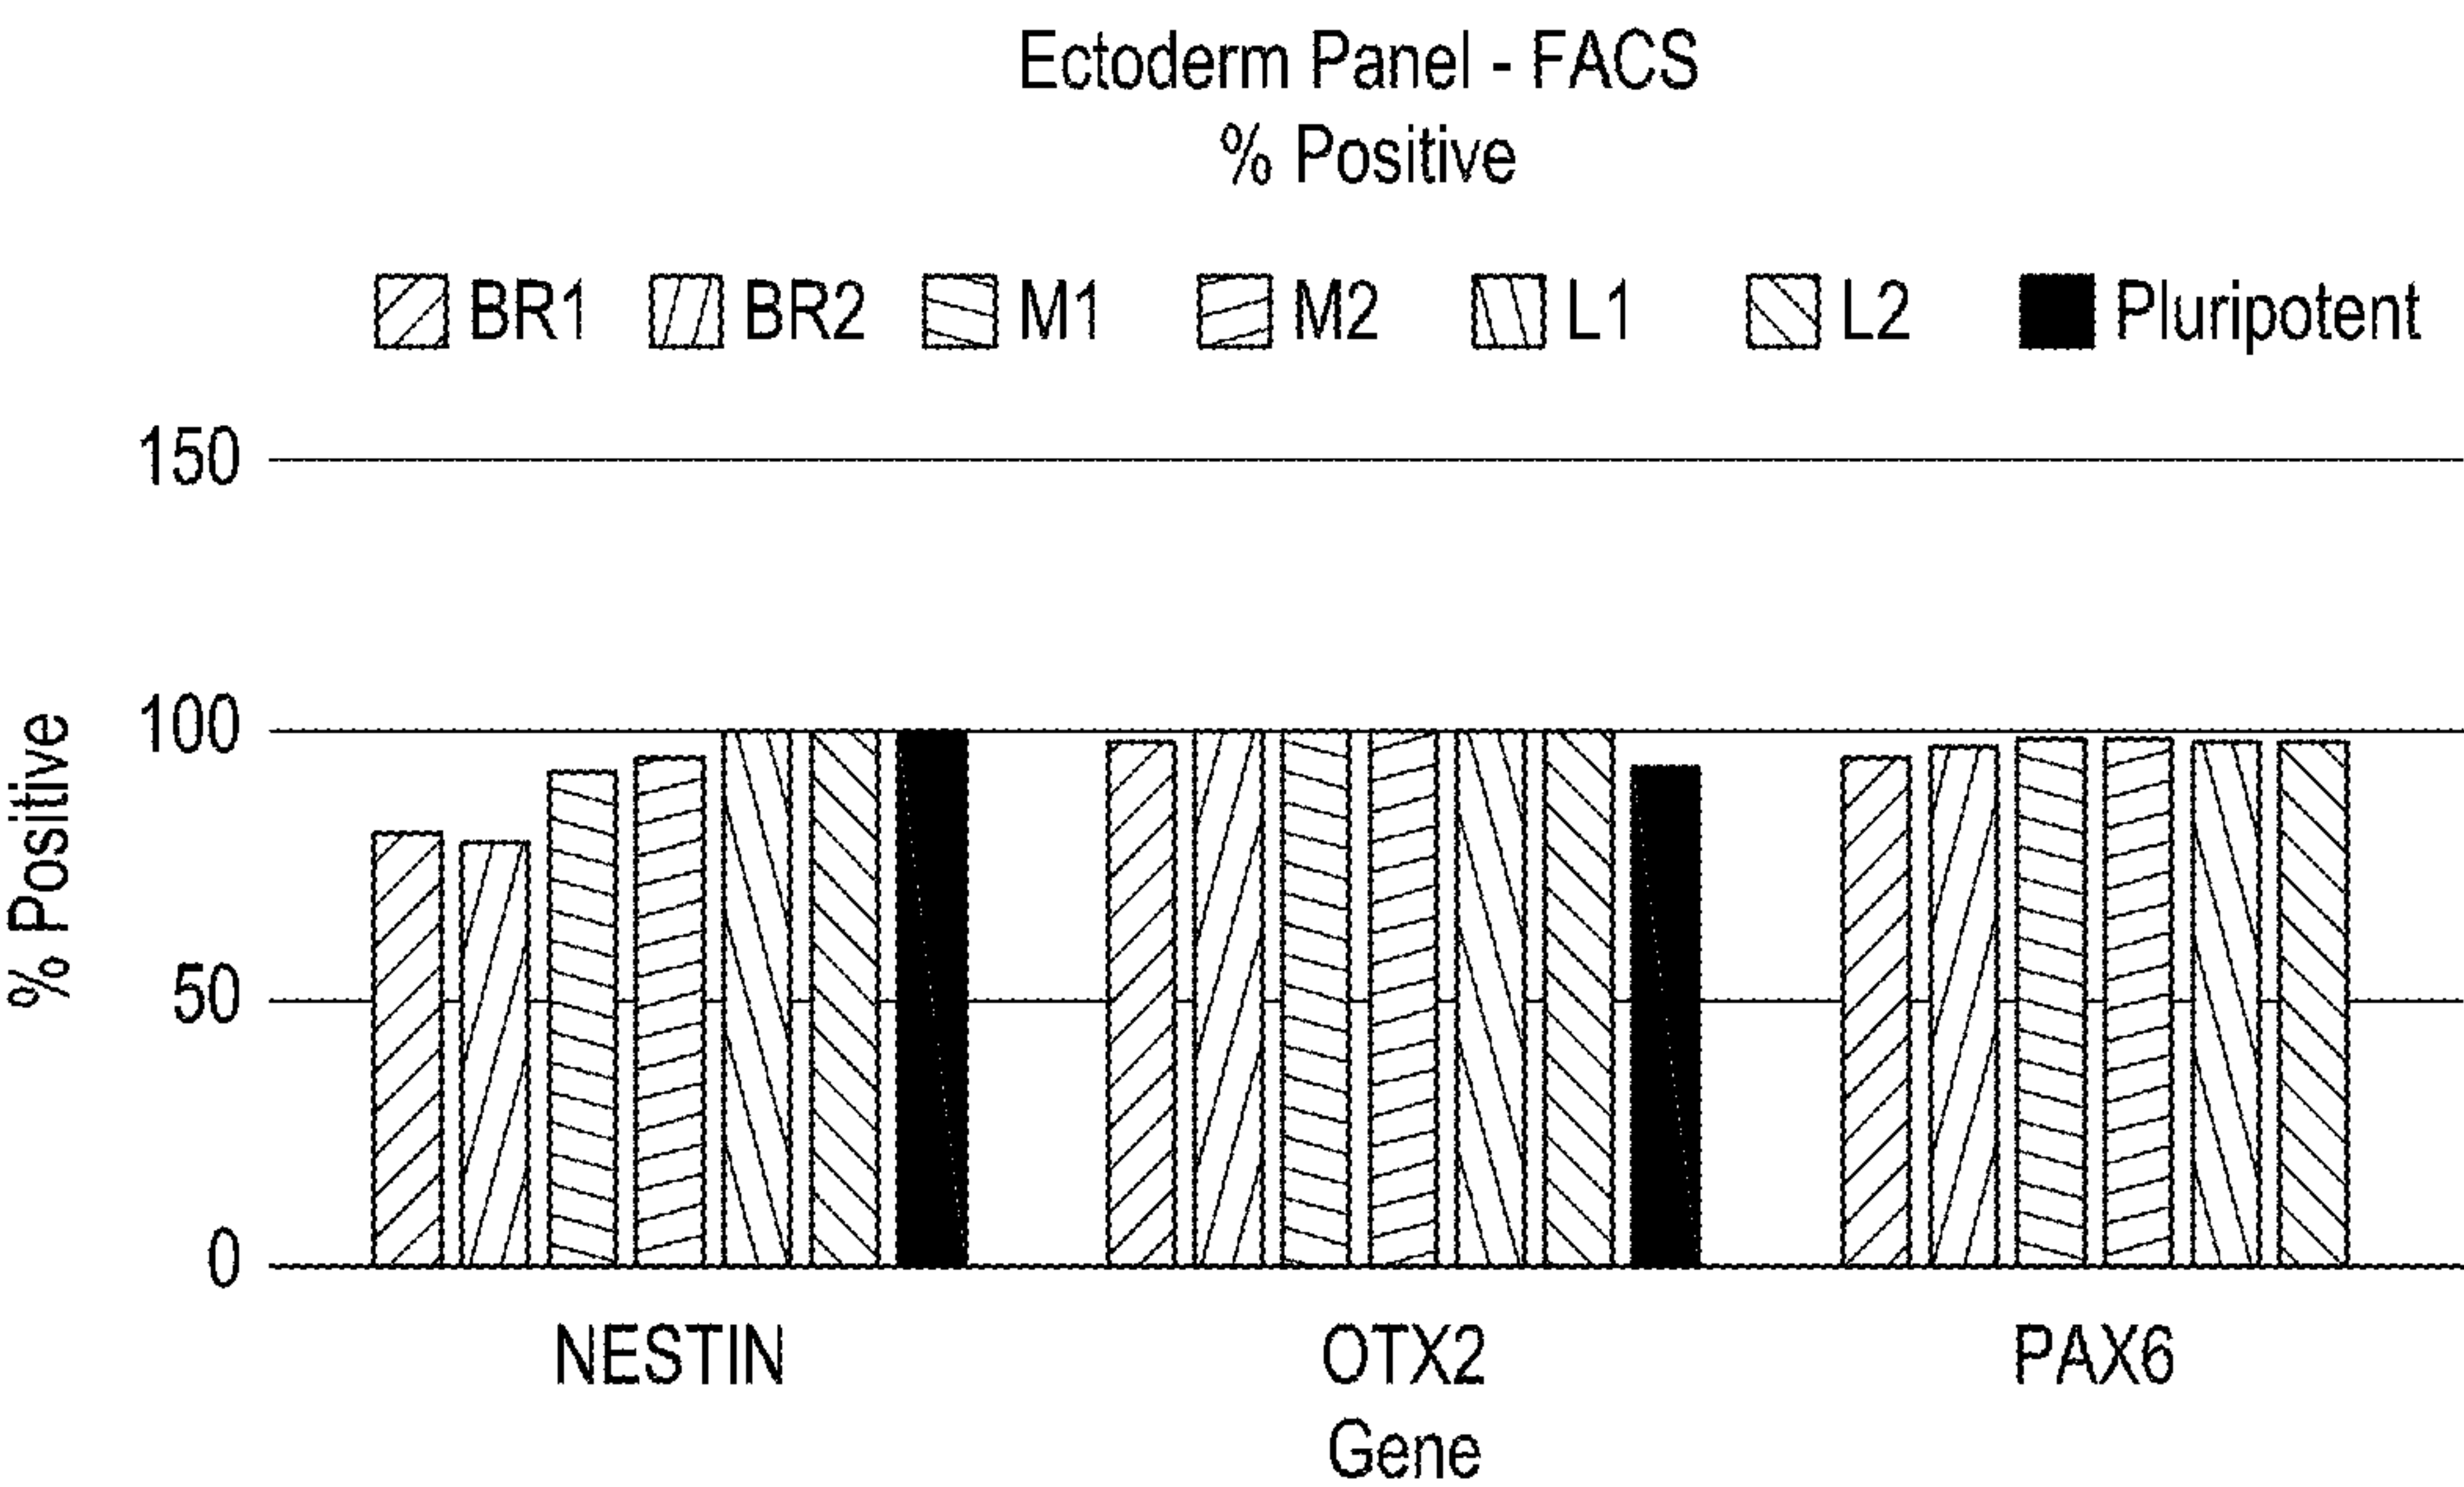 Ectoderm Panel - FACS
% Positive
BR1 BR2 M1 M2 L1 L2 Pluripotent
150
100
50
0
% Positive
NESTIN OTX2 PAX6
Gene